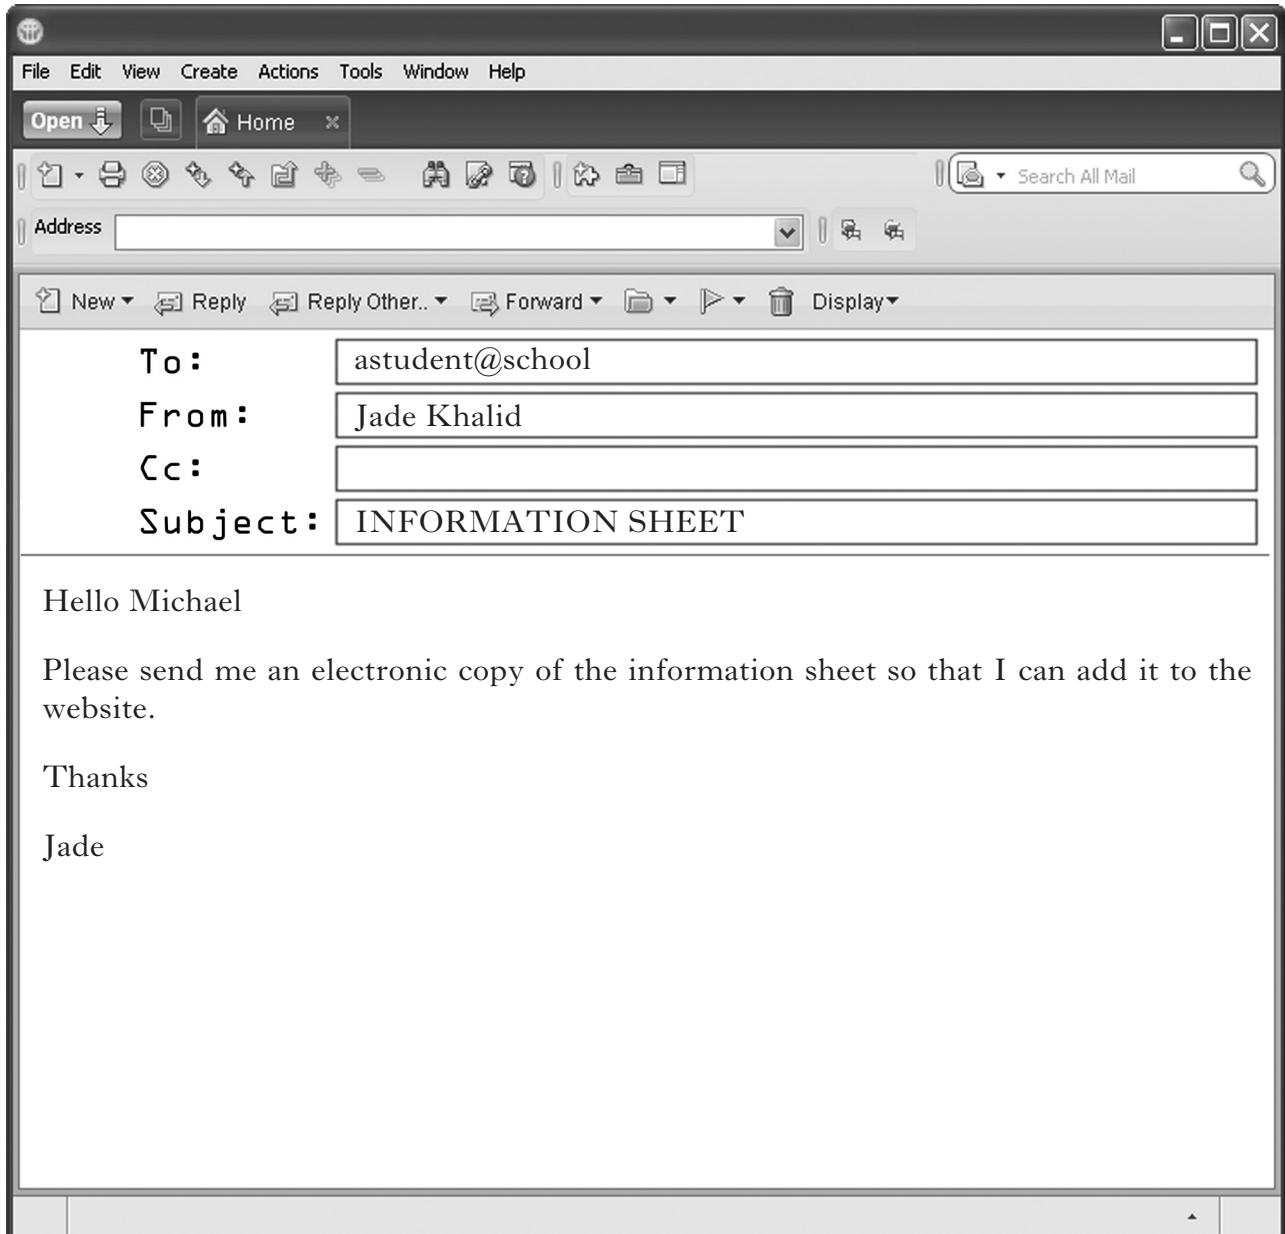 File Edit View Create Actions Tools Window Help
Open Home
Search All Mail
Address
New Reply Reply Other.. Forward Display
To: astudent@school
From: Jade Khalid
Cc:
Subject: INFORMATION SHEET
Hello Michael
Please send me an electronic copy of the information sheet so that I can add it to the
website.
Thanks
Jade